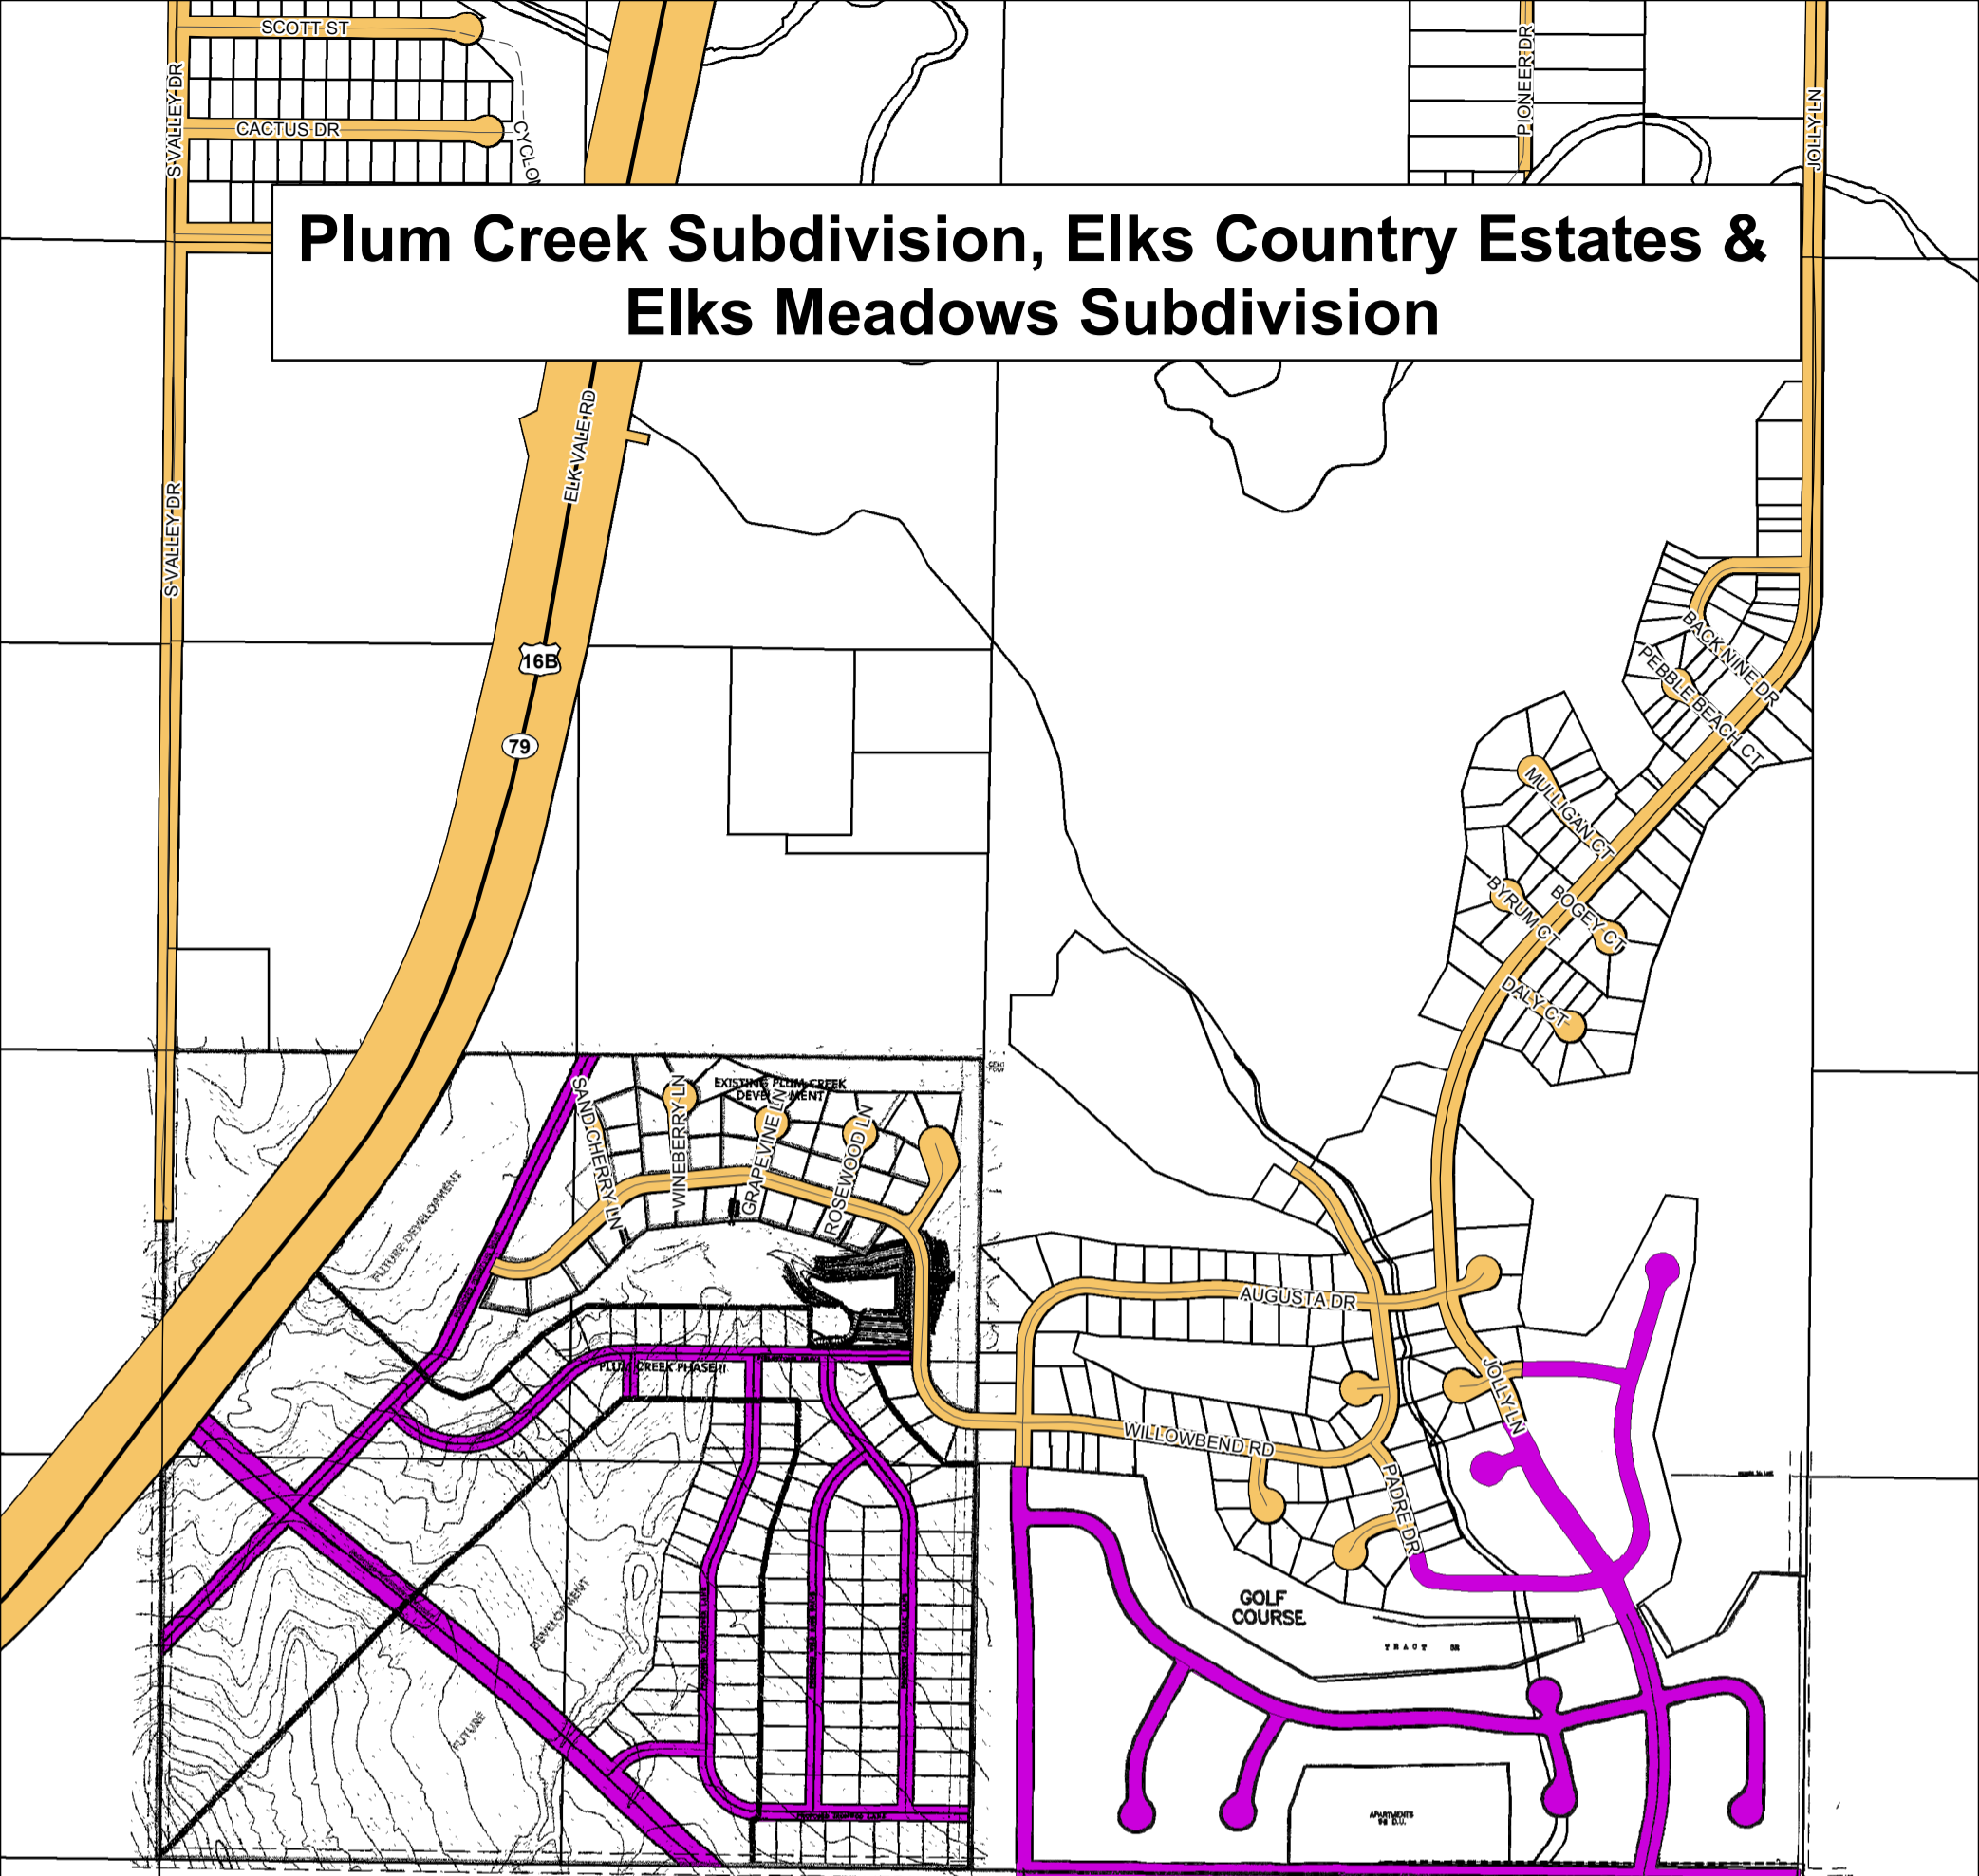 SCOTT ST
S VALLEY DR
CACTUS DR
PIONEER DR
JOLLY LN
Plum Creek Subdivision, Elks Country Estates &
Elks Meadows Subdivision
ELK VALE RD
S VALLEY DR
16B
79
BACK NINE DR
PEBBLE BEACH CT
MULLIGAN CT
BYRUM CT
BOGEY CT
DALY CT
EXISTING PLUM CREEK
SAND CHERRY LN
WINEBERRY LN
GRAPEVINE LN
ROSEWOOD LN
FUTURE DEVELOPMENT
AUGUSTA DR
PLUM CREEK PHASE II
JOLLY LN
WILLOWBEND RD
PADRE DR
GOLF
COURSE
TRACT
DEVELOPMENT
FUTURE
APARTMENTS